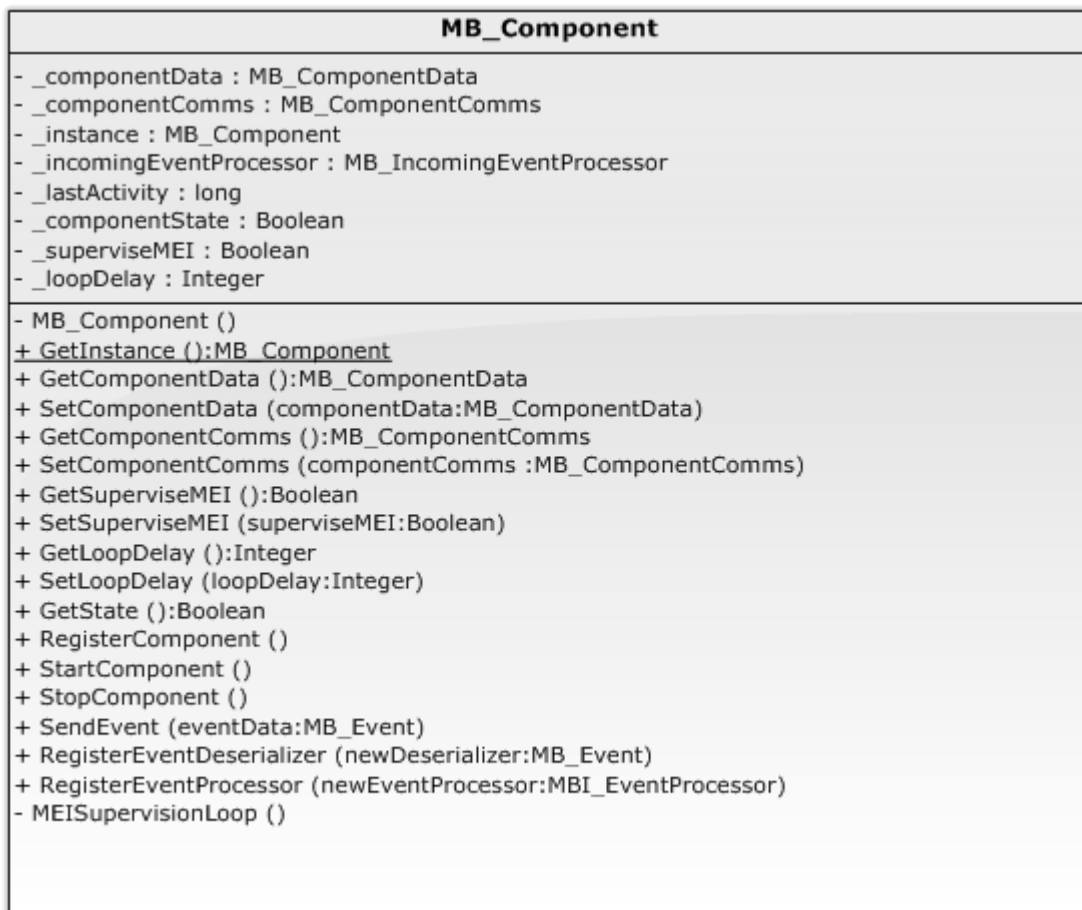 MB_Component
- _componentData : MB_ComponentData
- _componentComms : MB_ComponentComms
- _instance : MB_Component
- _incomingEventProcessor : MB_IncomingEventProcessor
- _lastActivity : long
- _componentState : Boolean
- _superviseMEI : Boolean
- _loopDelay : Integer
- MB_Component ()
+ GetInstance ():MB_Component
+ GetComponentData ():MB_ComponentData
+ SetComponentData (componentData:MB_ComponentData)
+ GetComponentComms ():MB_ComponentComms
+ SetComponentComms (componentComms :MB_ComponentComms)
+ GetSuperviseMEI ():Boolean
+ SetSuperviseMEI (superviseMEI:Boolean)
+ GetLoopDelay ():Integer
+ SetLoopDelay (loopDelay:Integer)
+ GetState ():Boolean
+ RegisterComponent ()
+ StartComponent ()
+ StopComponent ()
+ SendEvent (eventData:MB_Event)
+ RegisterEventDeserializer (newDeserializer:MB_Event)
+ RegisterEventProcessor (newEventProcessor:MBI_EventProcessor)
- MEISupervisionLoop ()